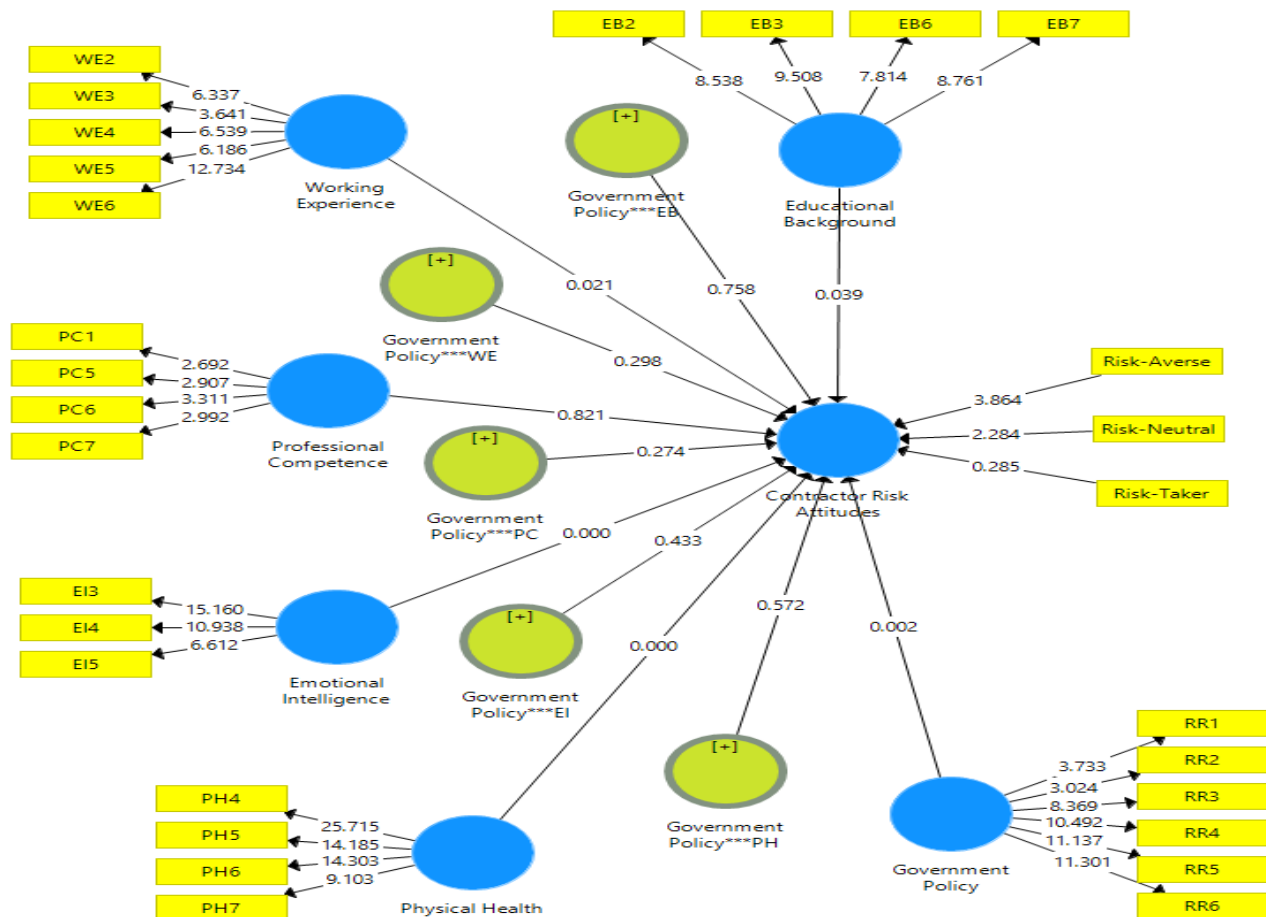 EB2
EB3
EB6
EB7
8.538
9.508
7.814
8.761
WE2
WE3
WE4
WE5
WE6
6.337
3.641
6.539
6.186
12.734
Working
Experience
[+]
Government
Policy***EB
Educational
Background
0.021
0.758
0.039
[+]
Government
Policy***WE
0.298
PC1
PC5
PC6
PC7
2.692
2.907
3.311
2.992
Professional
Competence
0.821
[+]
Government
Policy***PC
0.274
Risk-Averse
Risk-Neutral
Risk-Taker
3.864
2.284
0.285
Contractor Risk
Attitudes
0.000
0.433
EI3
EI4
EI5
15.160
10.938
6.612
Emotional
Intelligence
[+]
Government
Policy***EI
0.000
0.572
0.002
[+]
Government
Policy***PH
PH4
PH5
PH6
PH7
25.715
14.185
14.303
9.103
Physical Health
Government
Policy
3.733
3.024
8.369
10.492
11.137
11.301
RR1
RR2
RR3
RR4
RR5
RR6